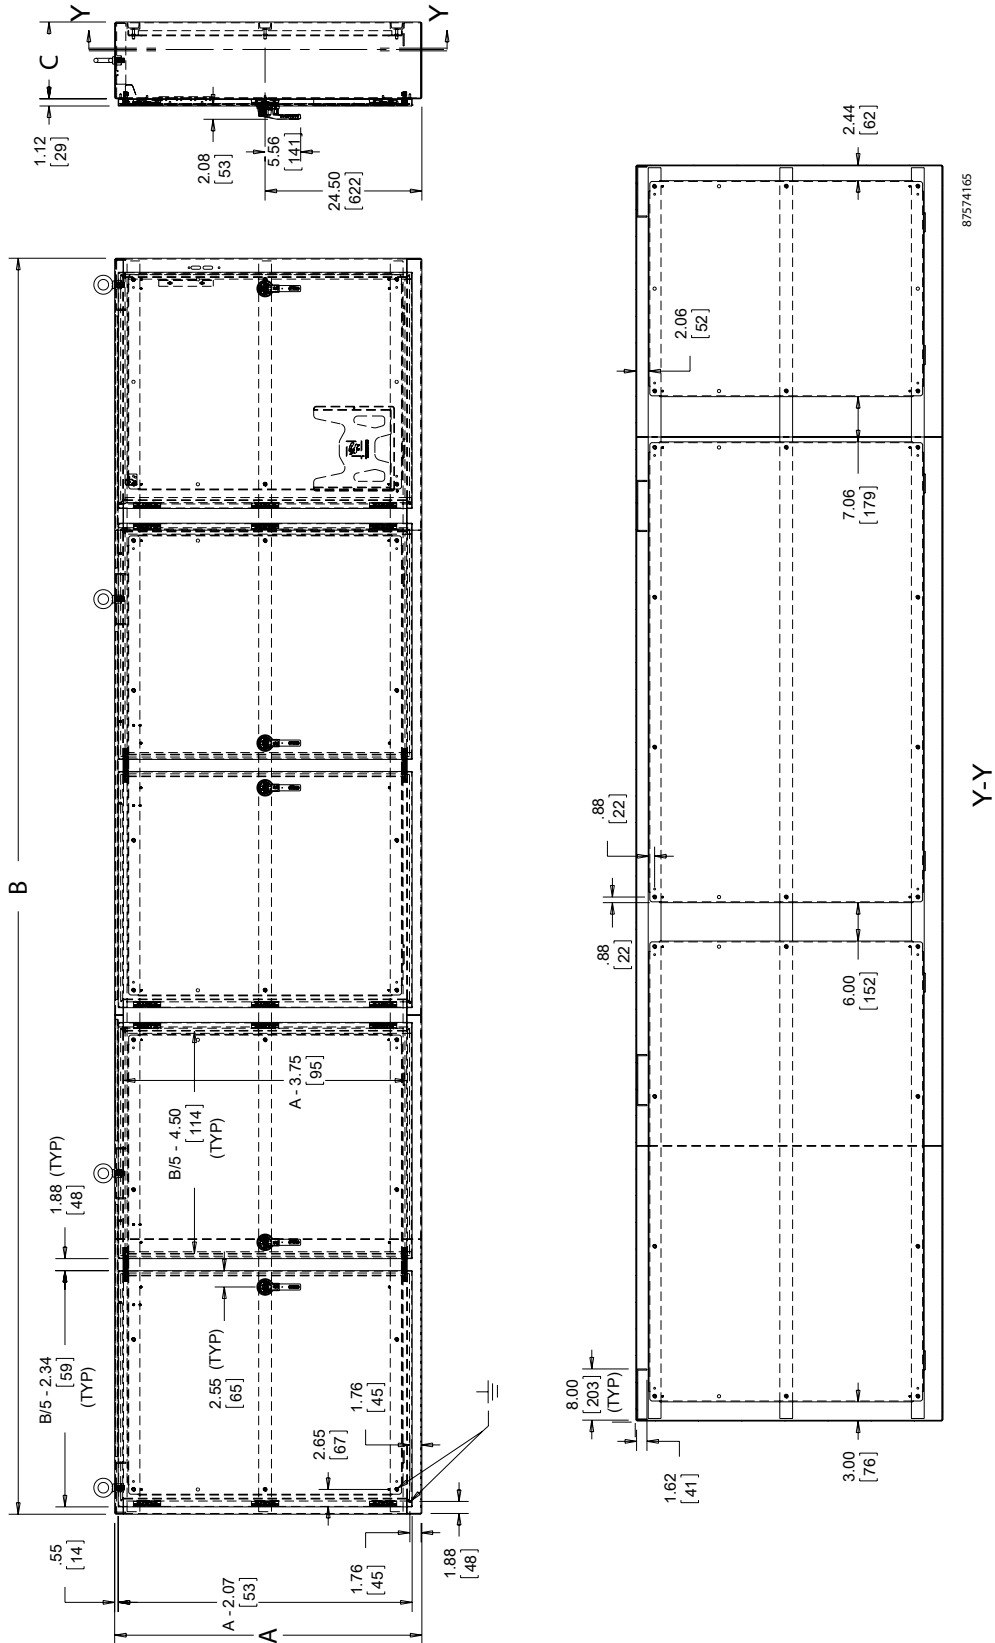 Y
Y
C
1.12
[29]
2.08
[53]
5.56
[141]
24.50
[622]
B
1.88 (TYP)
[48]
B/5 - 2.34
[59]
(TYP)
B/5 - 4.50
[114]
(TYP)
A - 3.75
[95]
2.55 (TYP)
[65]
2.65
[67]
1.76
[45]
.55
[14]
A - 2.07
[53]
A
1.76
[45]
1.88
[48]
2.44
[62]
2.06
[52]
7.06
[179]
.88
[22]
.88
[22]
6.00
[152]
8.00
[203]
(TYP)
1.62
[41]
3.00
[76]
Y-Y
87574165